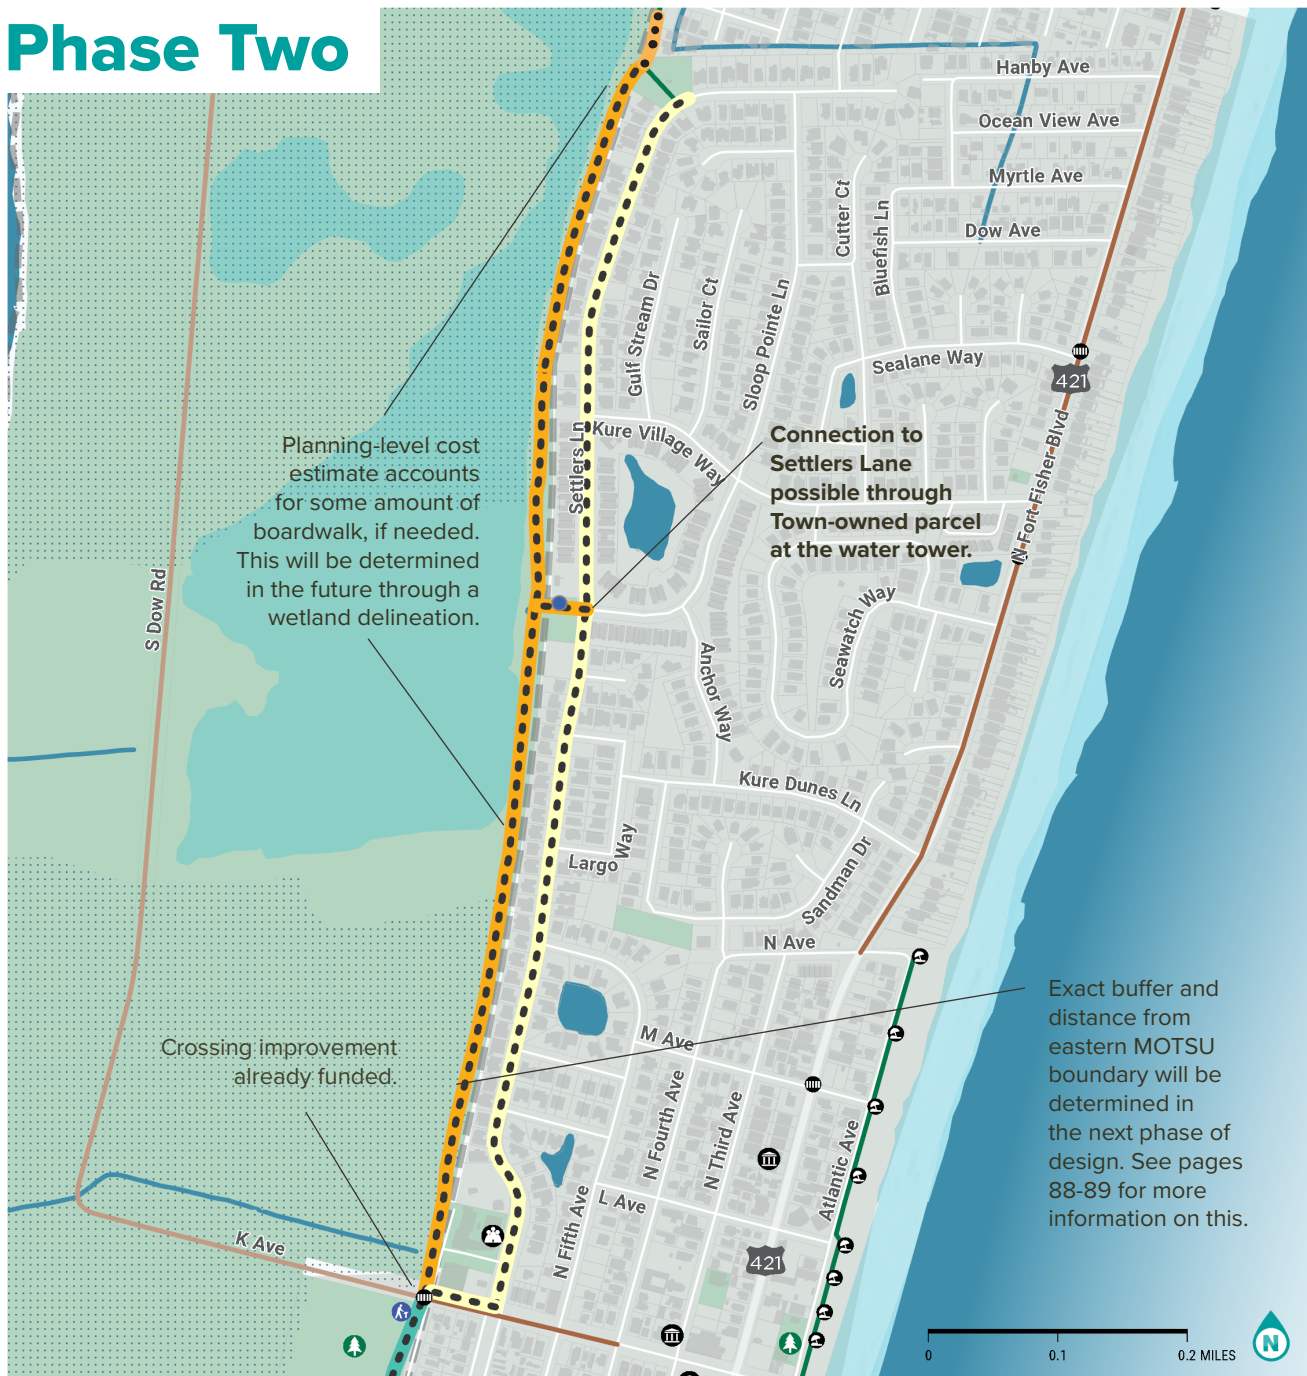 Phase Two
Hanby Ave
Ocean View Ave
Myrtle Ave
Dow Ave
Cutter Ct
Bluefish Ln
Gulf Stream Dr
Sailor Ct
Sloop Pointe Ln
Sealane Way
421
N Fort Fisher Blvd
Settlers Ln
Kure Village Way
Planning-level cost
estimate accounts
for some amount of
boardwalk, if needed.
This will be determined
in the future through a
wetland delineation.
Connection to
Settlers Lane
possible through
Town-owned parcel
at the water tower.
S Dow Rd
Seawatch Way
Anchor Way
Kure Dunes Ln
Largo Way
Sandman Dr
N Ave
Exact buffer and
distance from
eastern MOTSU
boundary will be
determined in
the next phase of
design. See pages
88-89 for more
information on this.
Crossing improvement
already funded.
M Ave
N Fourth Ave
N Third Ave
Atlantic Ave
L Ave
N Fifth Ave
K Ave
421
N
0 0.1 0.2 MILES